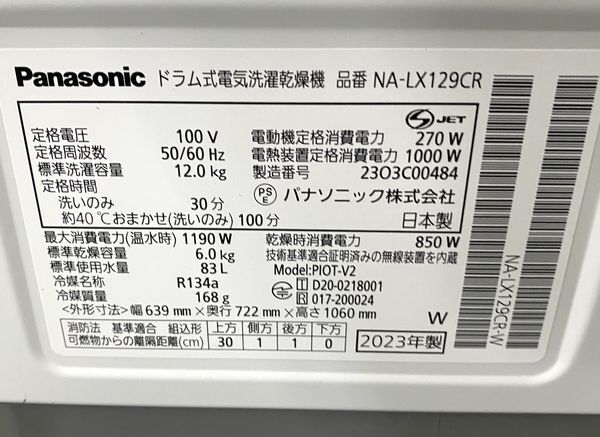 Panasonic ドラム式電気洗濯乾燥機 品番 NA-LX129CR
定格電圧 100 V
定格周波数 50/60 Hz
標準洗濯容量 12.0 kg
定格時間
洗いのみ 30 分
約40℃おまかせ(洗いのみ) 100 分
S JET
電動機定格消費電力 270 W
電熱装置定格消費電力 1000 W
製造番号 23O3C00484
PSE パナソニック株式会社
日本製
最大消費電力(温水時) 1190 W
標準乾燥容量 6.0 kg
標準使用水量 83 L
冷媒名称 R134a
冷媒質量 168 g
<外形寸法> 幅 639 mm × 奥行 722 mm × 高さ 1060 mm
乾燥時消費電力 850 W
技術基準適合証明済みの無線装置を内蔵
Model:PIOT-V2
T D20-0218001
R 017-200024
W
消防法 基準適合 組込形 上方 側方 後方 下方
可燃物からの離隔距離(cm) 30 1 1 0
2023年製
NA-LX129CR-W